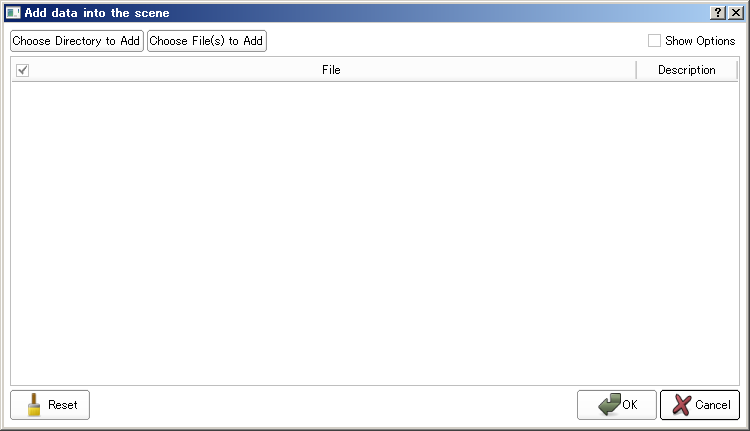 Add data into the scene
Choose Directory to Add Choose File(s) to Add Show Options
File Description
Reset OK Cancel